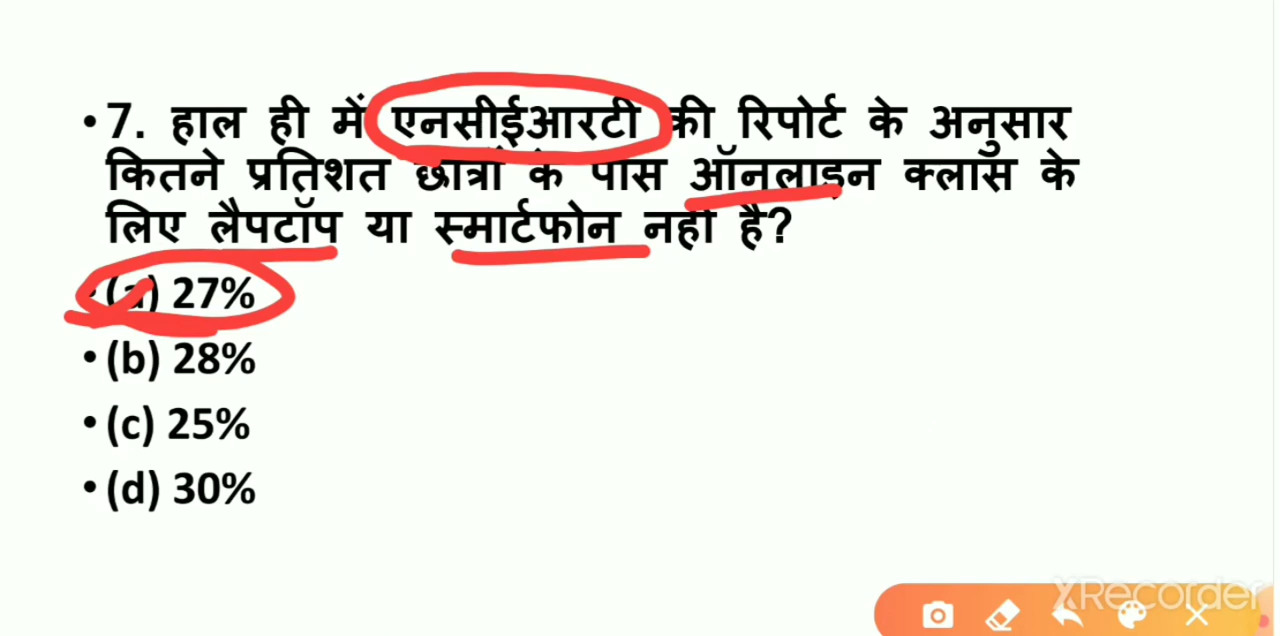 •7. हाल ही में एनसीईआरटी की रिपोर्ट के अनुसार
कितने प्रतिशत छात्रों के पास ऑनलाइन क्लास के
लिए लैपटॉप या स्मार्टफोन नहीं है?
• (a) 27%
• (b) 28%
• (c) 25%
• (d) 30%
XRecorder